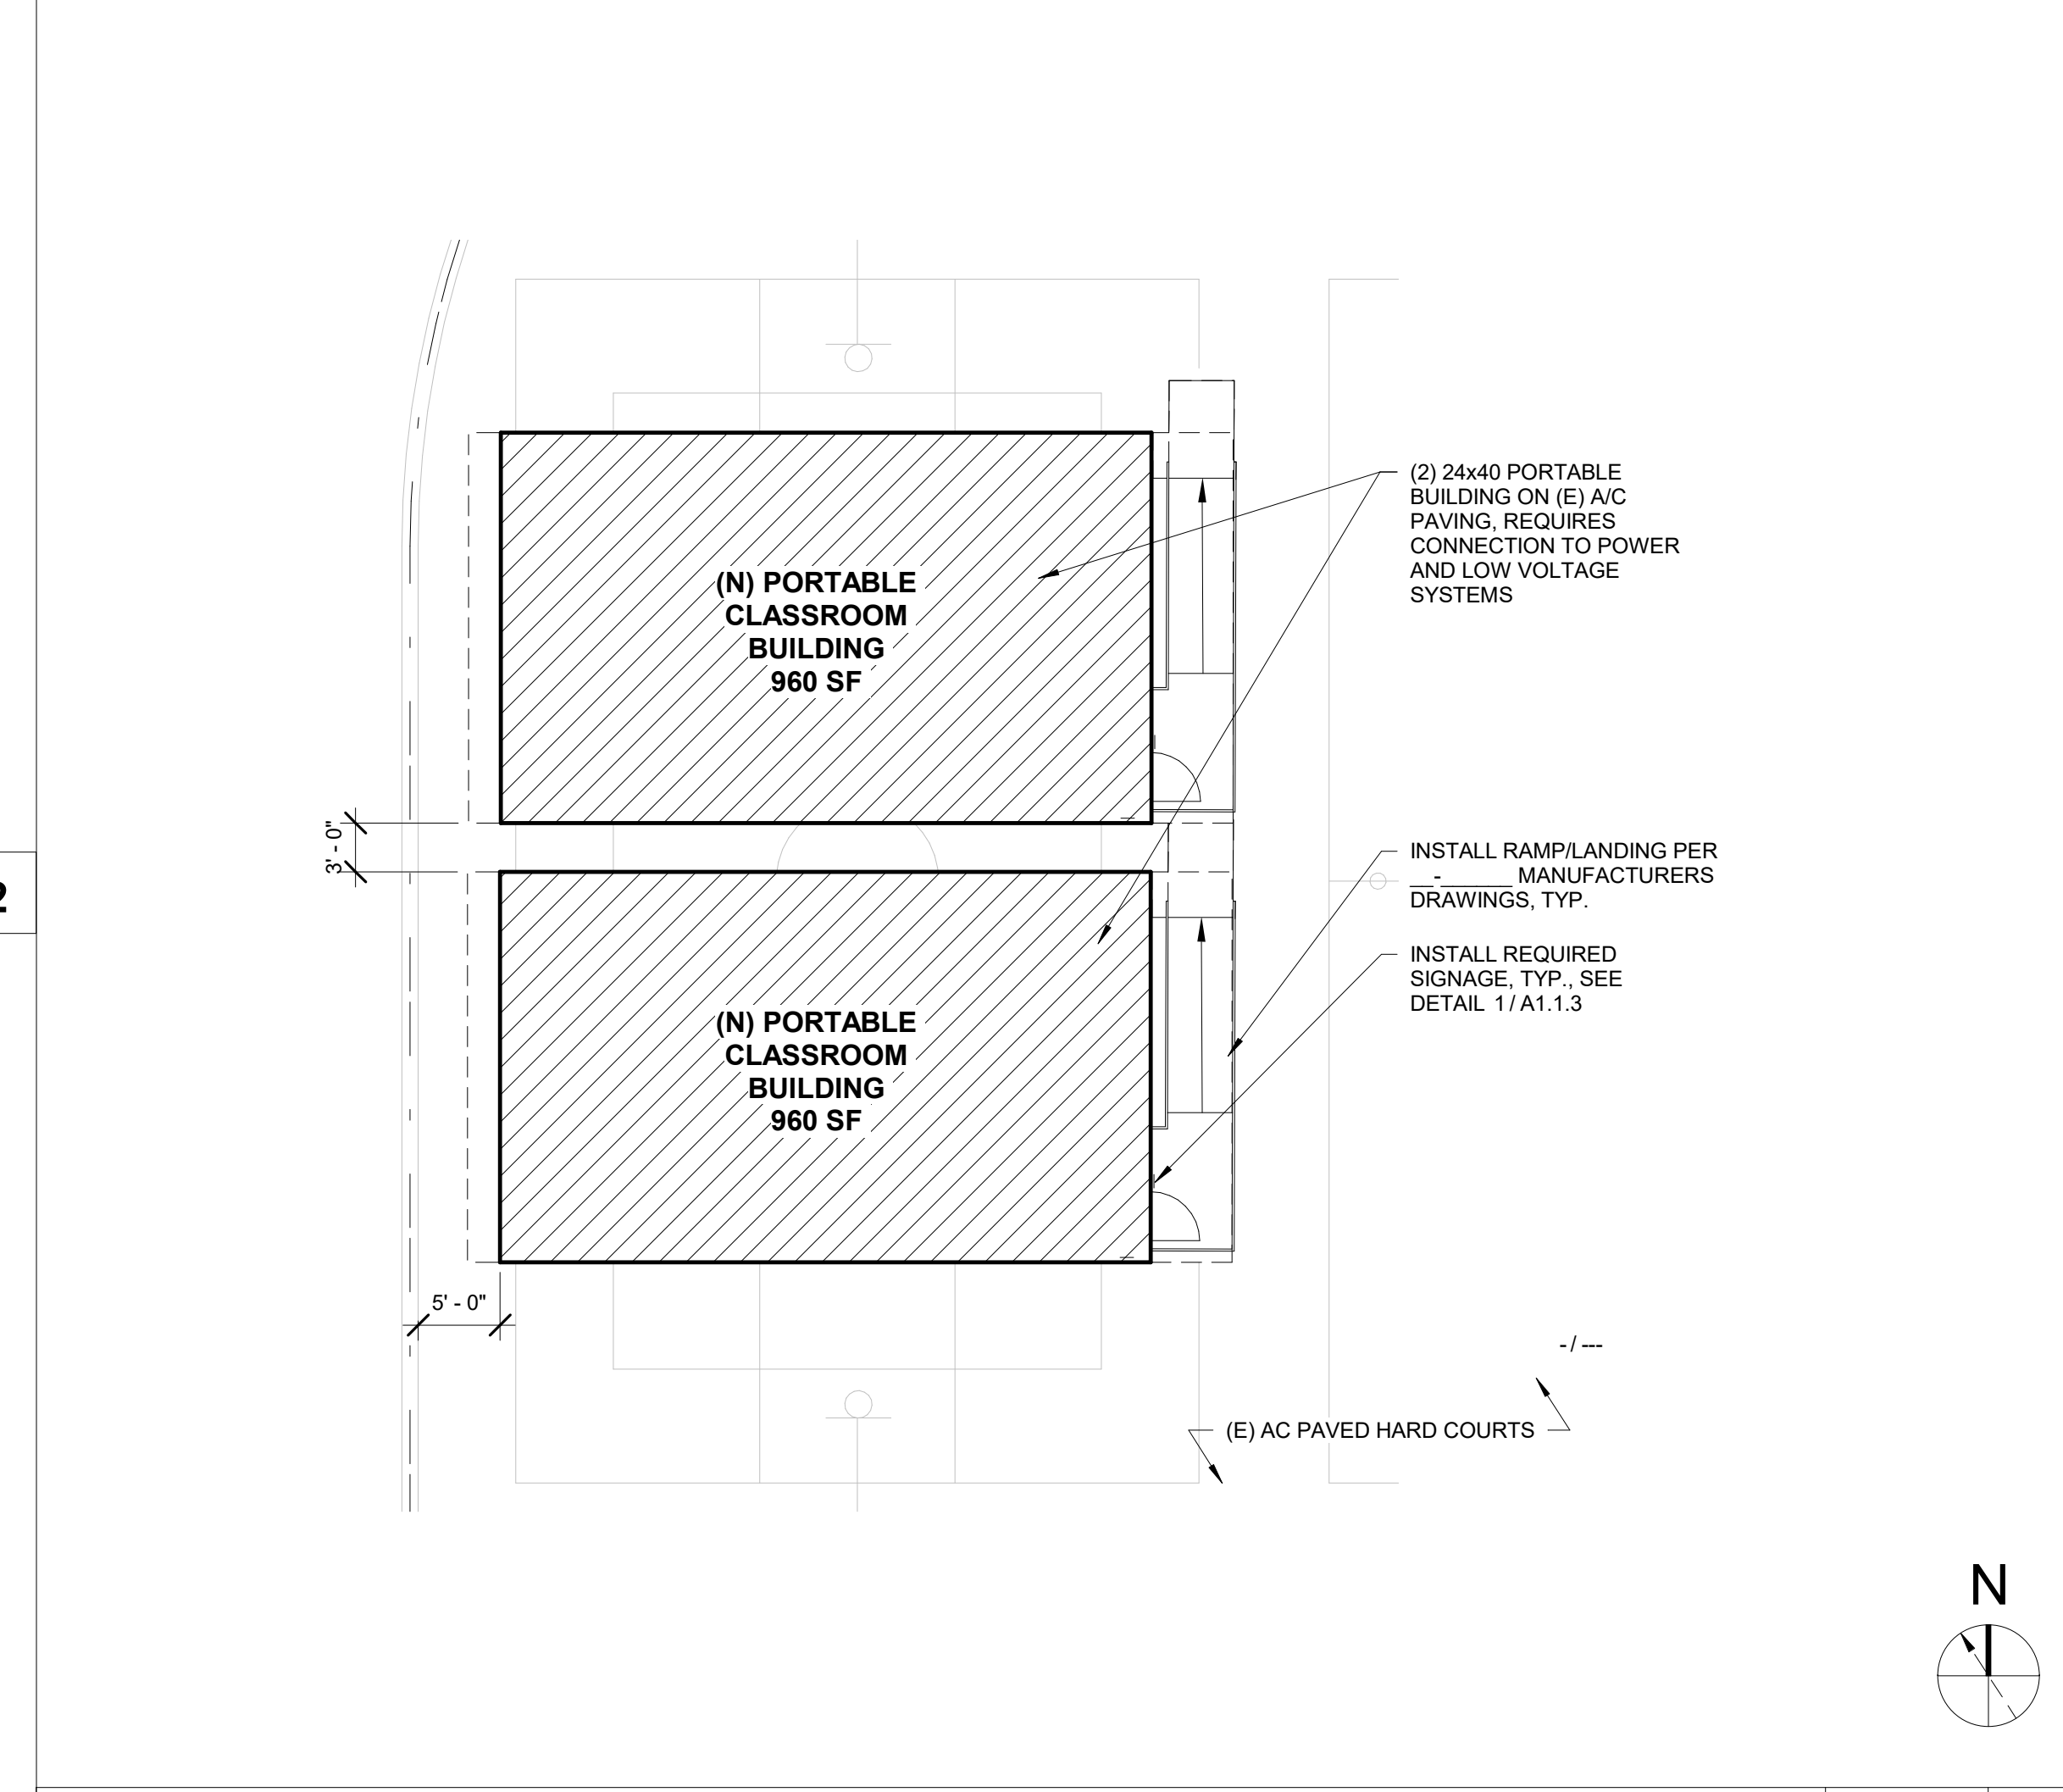 (N) PORTABLE
CLASSROOM
BUILDING
960 SF
(2) 24x40 PORTABLE
BUILDING ON (E) A/C
PAVING, REQUIRES
CONNECTION TO POWER
AND LOW VOLTAGE
SYSTEMS
3' - 0"
INSTALL RAMP/LANDING PER
__-______ MANUFACTURERS
DRAWINGS, TYP.
2
INSTALL REQUIRED
SIGNAGE, TYP., SEE
DETAIL 1 / A1.1.3
(N) PORTABLE
CLASSROOM
BUILDING
960 SF
5' - 0"
- / ---
(E) AC PAVED HARD COURTS
N